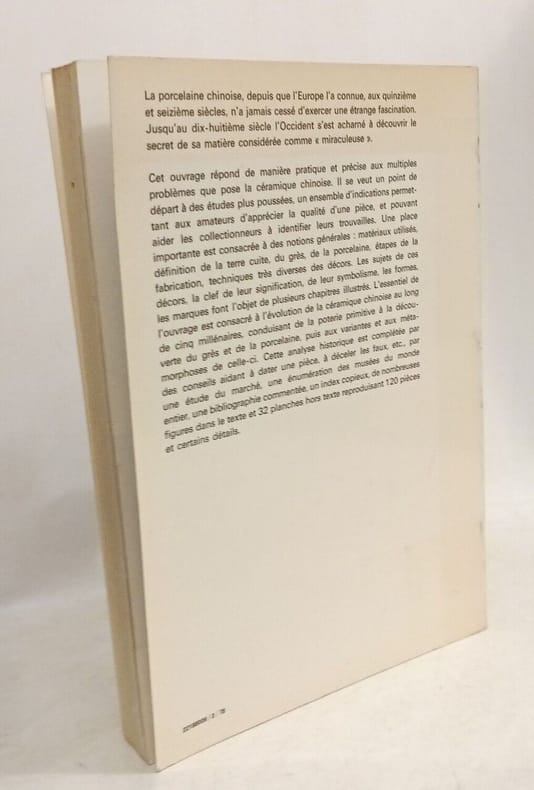 La porcelaine chinoise, depuis que l'Europe l'a connue, aux quinzième
et seizième siècles, n'a jamais cessé d'exercer une étrange fascination.
Jusqu'au dix-huitième siècle l'Occident s'est acharné à découvrir le
secret de sa matière considérée comme « miraculeuse ».
Cet ouvrage répond de manière pratique et précise aux multiples
problèmes que pose la céramique chinoise. Il se veut un point de
départ à des études plus poussées, un ensemble d'indications permet-
tant aux amateurs d'apprécier la qualité d'une pièce, et pouvant
aider les collectionneurs à identifier leurs trouvailles. Une place
importante est consacrée à des notions générales : matériaux utilisés,
définition de la terre cuite, du grès, de la porcelaine, étapes de la
fabrication, techniques très diverses des décors. Les sujets de ces
décors, la clef de leur signification, de leur symbolisme, les formes,
les marques font l'objet de plusieurs chapitres illustrés. L'essentiel de
l'ouvrage est consacré à l'évolution de la céramique chinoise au long
de cinq millénaires, conduisant de la poterie primitive à la décou-
verte du grès et de la porcelaine, puis aux variantes et aux méta-
morphoses de celle-ci. Cette analyse historique est complétée par
des conseils aidant à dater une pièce, à déceler les faux, etc., par
une étude du marché, une énumération des musées du monde
entier, une bibliographie commentée, un index copieux, de nombreuses
figures dans le texte et 32 planches hors texte reproduisant 120 pièces
et certains détails.